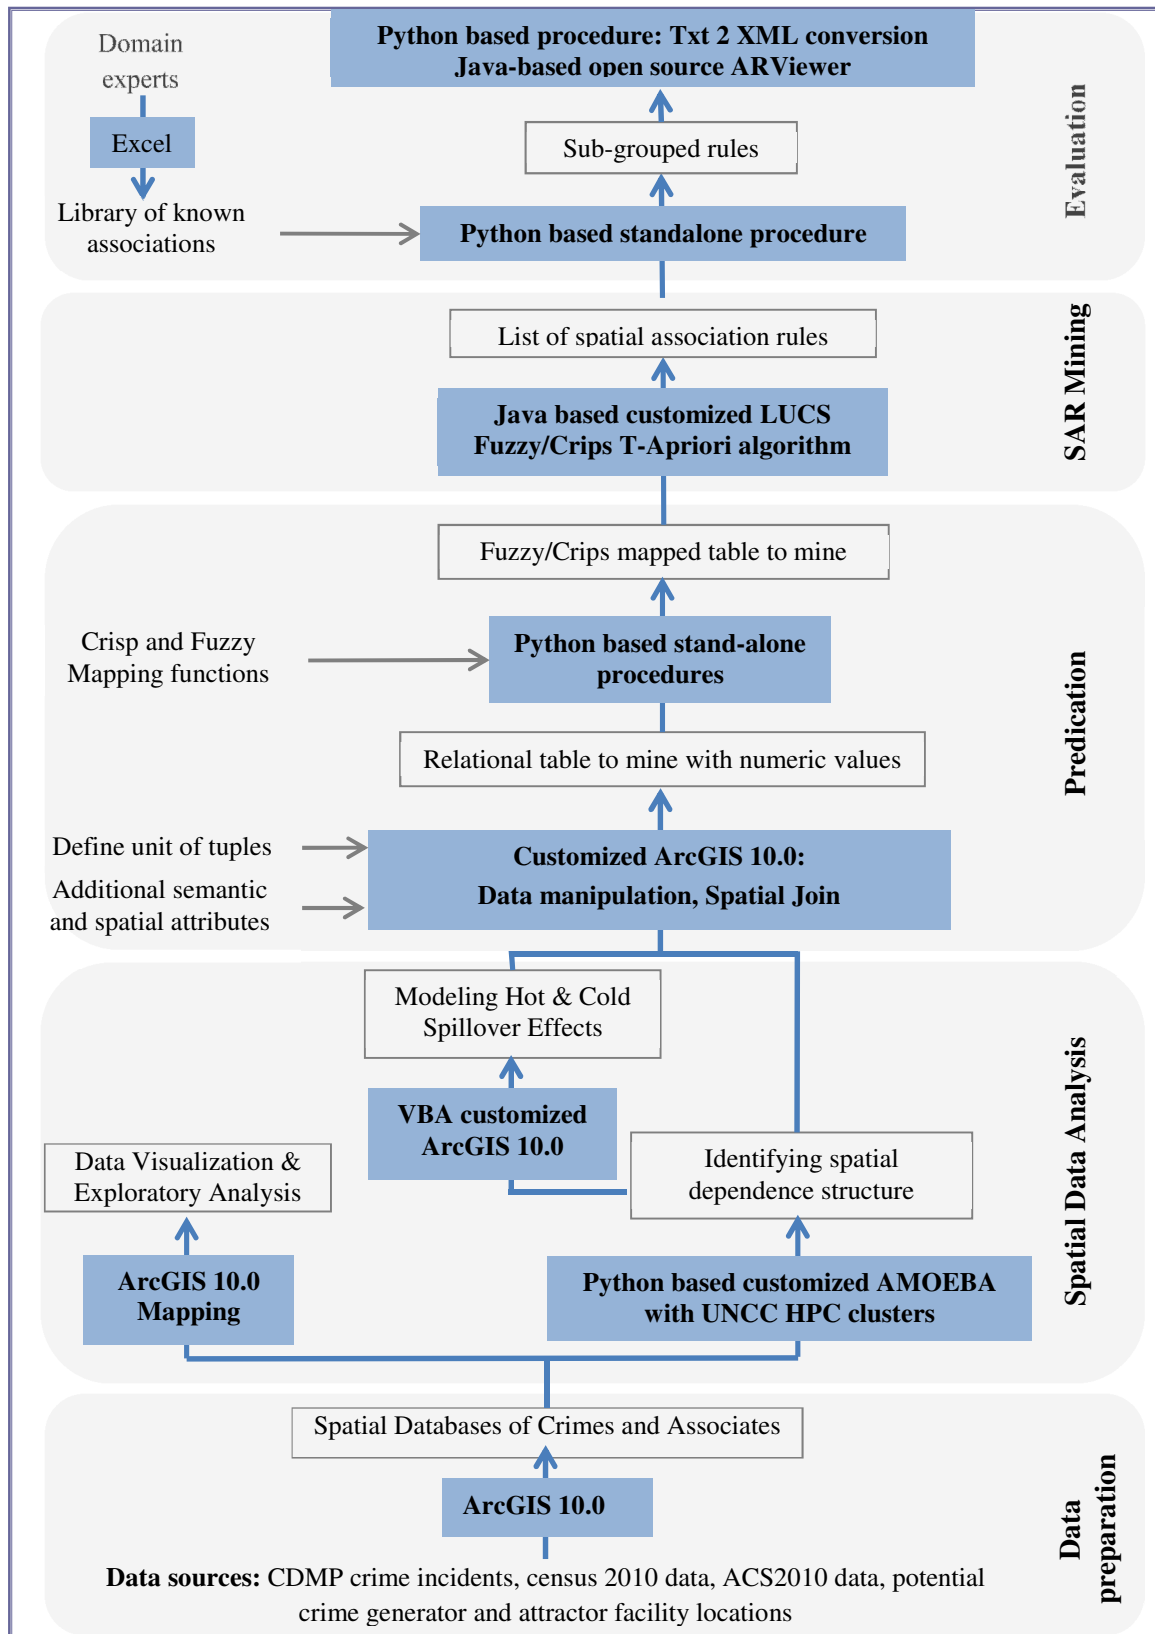 Python based procedure: Txt 2 XML conversion
Java-based open source ARViewer
Domain
experts
Excel
Sub-grouped rules
Library of known
associations
Python based standalone procedure
Evaluation
List of spatial association rules
Java based customized LUCS
Fuzzy/Crips T-Apriori algorithm
SAR Mining
Fuzzy/Crips mapped table to mine
Crisp and Fuzzy
Mapping functions
Python based stand-alone
procedures
Relational table to mine with numeric values
Define unit of tuples
Additional semantic
and spatial attributes
Customized ArcGIS 10.0:
Data manipulation, Spatial Join
Predication
Modeling Hot & Cold
Spillover Effects
VBA customized
ArcGIS 10.0
Data Visualization &
Exploratory Analysis
Identifying spatial
dependence structure
ArcGIS 10.0
Mapping
Python based customized AMOEBA
with UNCC HPC clusters
Spatial Data Analysis
Spatial Databases of Crimes and Associates
ArcGIS 10.0
Data sources: CDMP crime incidents, census 2010 data, ACS2010 data, potential
crime generator and attractor facility locations
Data
preparation